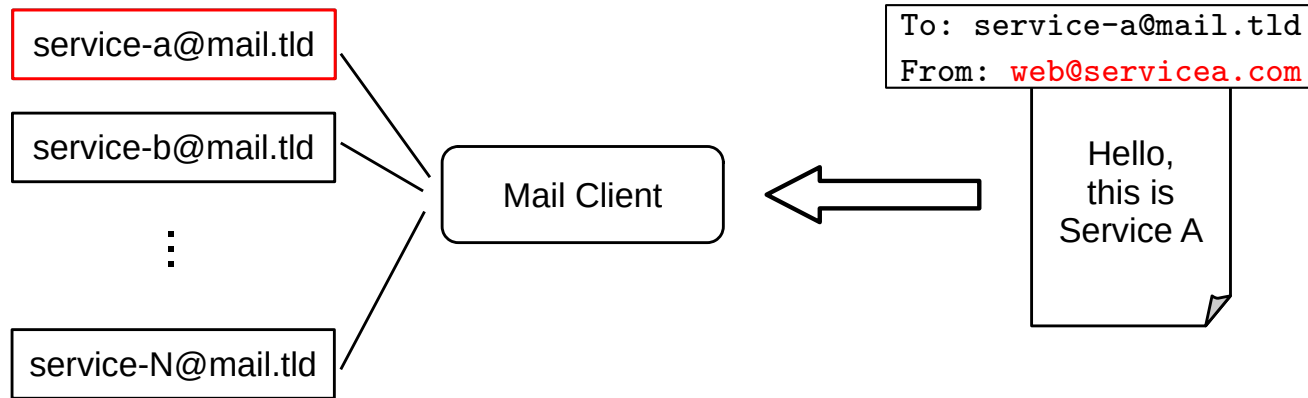 service-a@mail.tld
service-b@mail.tld
service-N@mail.tld
Mail Client
To: service-a@mail.tld
From: web@servicea.com
Hello,
this is
Service A